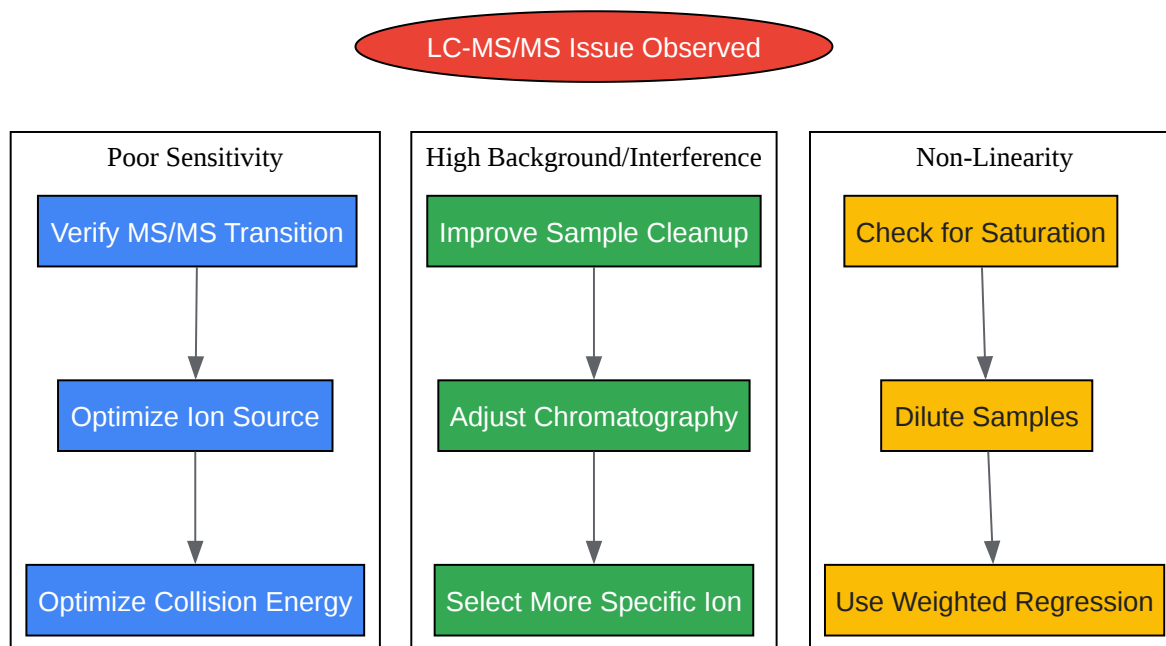 LC-MS/MS Issue Observed
Poor Sensitivity
Verify MS/MS Transition
Optimize Ion Source
Optimize Collision Energy
High Background/Interference
Improve Sample Cleanup
Adjust Chromatography
Select More Specific Ion
Non-Linearity
Check for Saturation
Dilute Samples
Use Weighted Regression